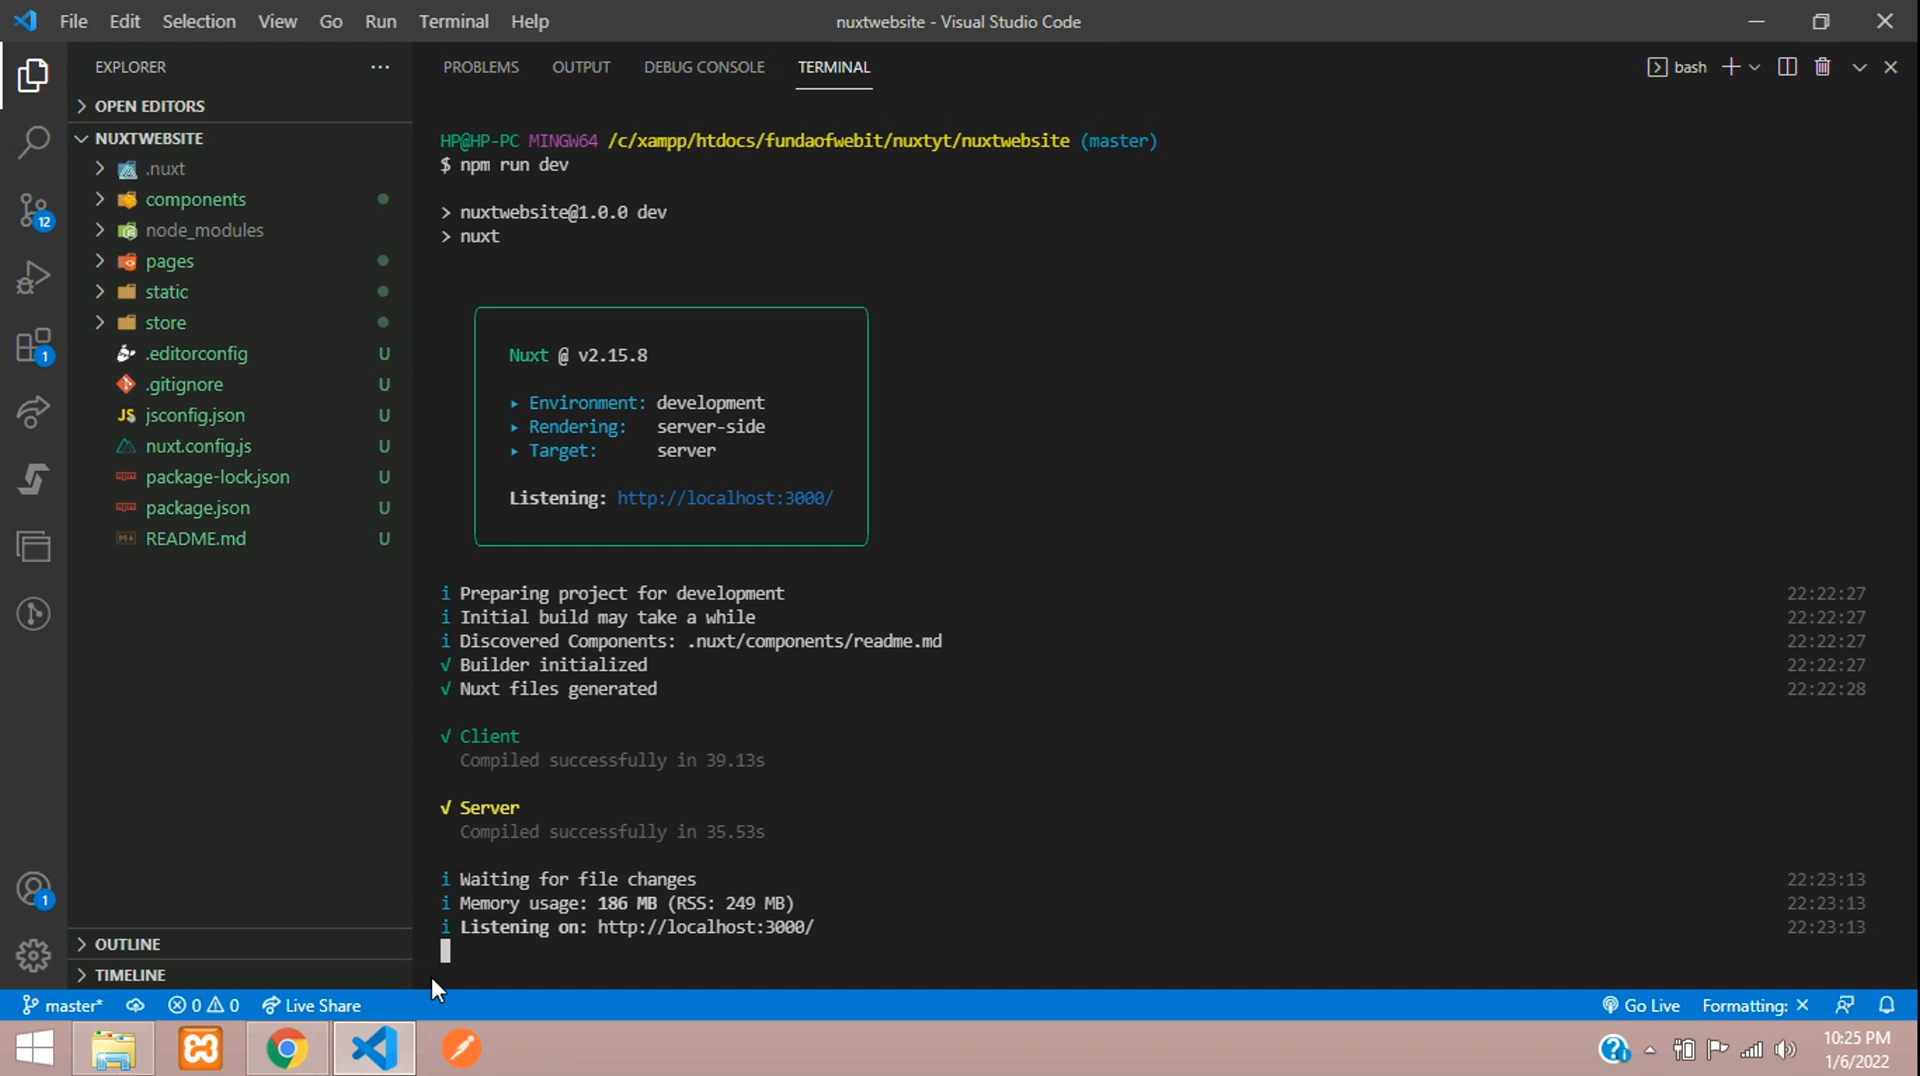 File Edit Selection View Go Run Terminal Help nuxtwebsite - Visual Studio Code
EXPLORER ...
OPEN EDITORS
NUXTWEBSITE
.nuxt
components
node_modules
pages
static
store
.editorconfig U
.gitignore U
JS jsconfig.json U
nuxt.config.js U
npm package-lock.json U
npm package.json U
M↓ README.md U
OUTLINE
TIMELINE
12
1
1
PROBLEMS OUTPUT DEBUG CONSOLE TERMINAL bash
HP@HP-PC MINGW64 /c/xampp/htdocs/fundaofwebit/nuxtyt/nuxtwebsite (master)
$ npm run dev
> nuxtwebsite@1.0.0 dev
> nuxt
Nuxt @ v2.15.8
▸ Environment: development
▸ Rendering: server-side
▸ Target: server
Listening: http://localhost:3000/
i Preparing project for development 22:22:27
i Initial build may take a while 22:22:27
i Discovered Components: .nuxt/components/readme.md 22:22:27
√ Builder initialized 22:22:27
√ Nuxt files generated 22:22:28
√ Client
Compiled successfully in 39.13s
√ Server
Compiled successfully in 35.53s
i Waiting for file changes 22:23:13
i Memory usage: 186 MB (RSS: 249 MB) 22:23:13
i Listening on: http://localhost:3000/ 22:23:13
master* 0 0 Live Share Go Live Formatting: ×
10:25 PM
1/6/2022